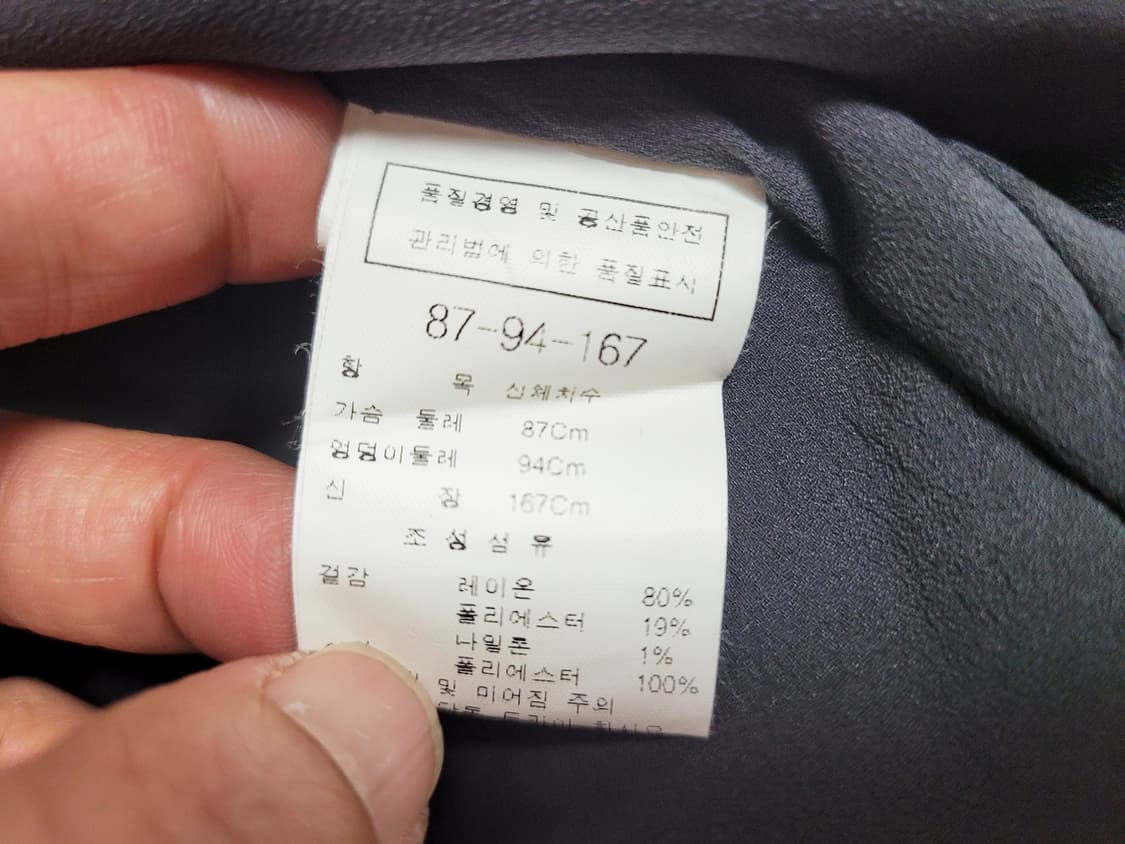 품질경영 및 공산품안전
관리법에 의한 품질표시
87-94-167
항 목 신체치수
가슴 둘레 87Cm
엉덩이둘레 94Cm
신 장 167Cm
조 성 섬 유
겉감 레이온 80%
폴리에스터 19%
나일론 1%
폴리에스터 100%
및 미어짐 주의